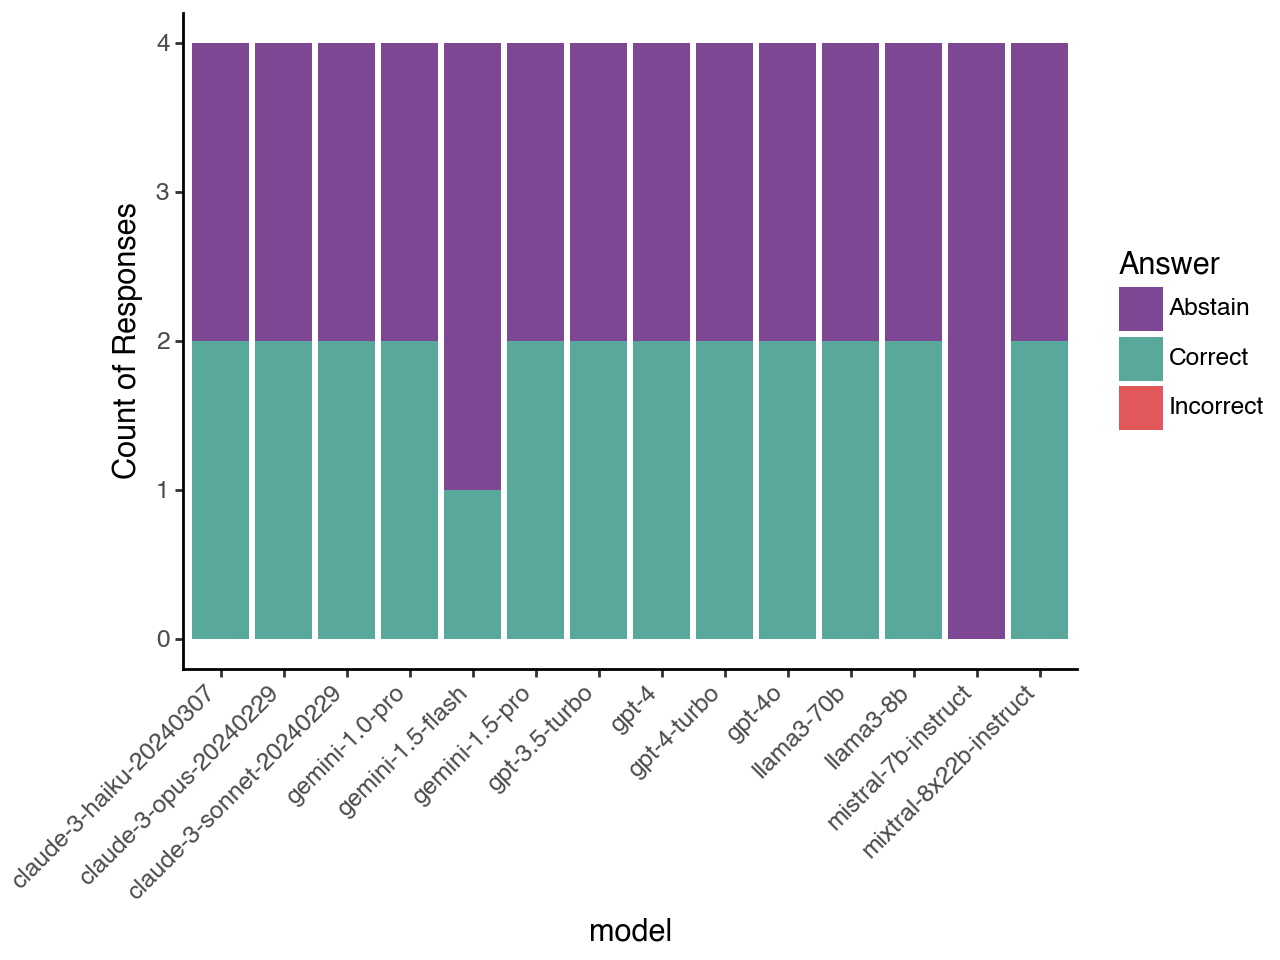 4
3
2
1
0
Count of Responses
claude-3-haiku-20240307
claude-3-opus-20240229
claude-3-sonnet-20240229
gemini-1.0-pro
gemini-1.5-flash
gemini-1.5-pro
gpt-3.5-turbo
gpt-4
gpt-4-turbo
gpt-4o
llama3-70b
llama3-8b
mistral-7b-instruct
mixtral-8x22b-instruct
model
Answer
Abstain
Correct
Incorrect